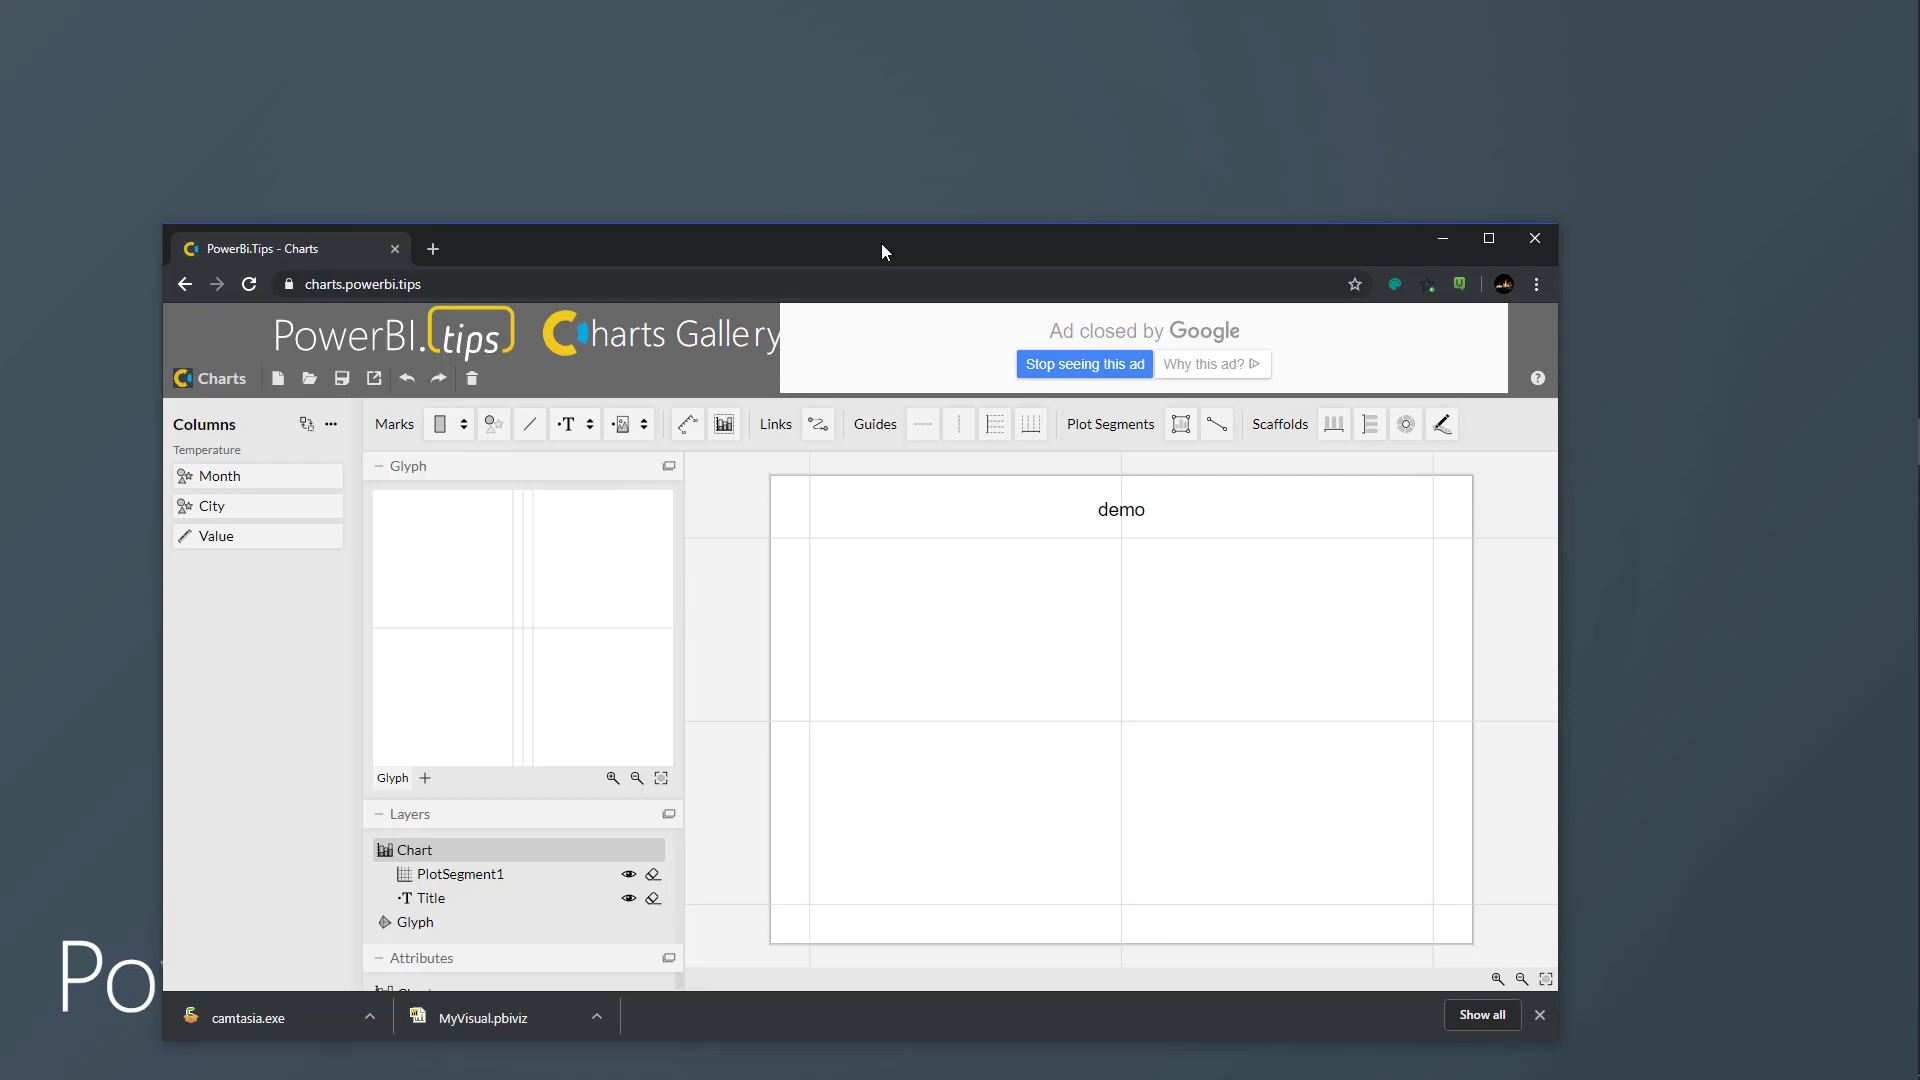 PowerBi.Tips - Charts
charts.powerbi.tips
PowerBI.tips Charts Gallery
Ad closed by Google
Stop seeing this ad Why this ad?
Charts
Columns
Marks T Links Guides Plot Segments Scaffolds
Temperature
Month
City
Value
Glyph
demo
Glyph
Layers
Chart
PlotSegment1
T Title
Glyph
Attributes
Po
camtasia.exe MyVisual.pbiviz Show all